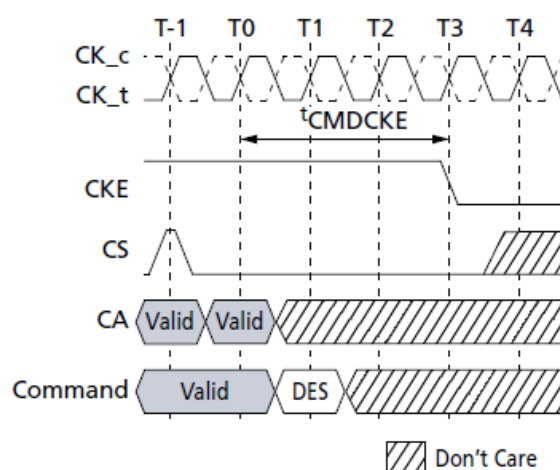 T-1 T0 T1 T2 T3 T4
CK_c
CK_t
tCMDCKE
CKE
CS
CA Valid Valid
Command Valid DES
Don't Care